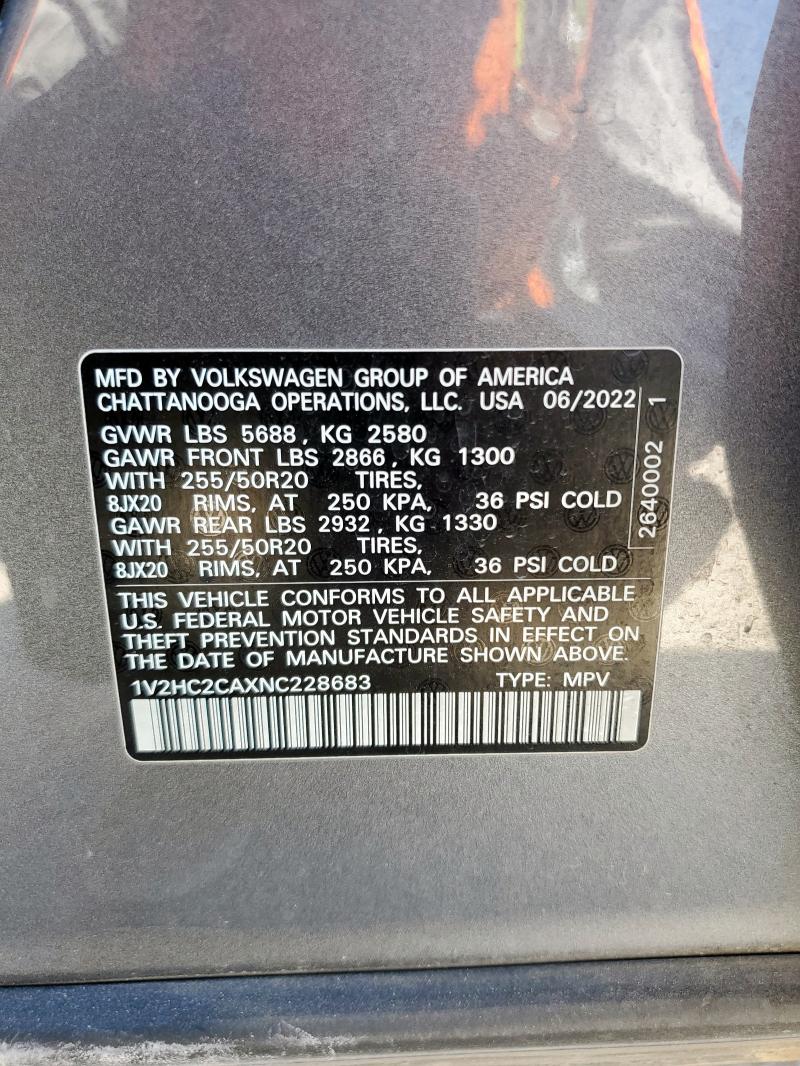 MFD BY VOLKSWAGEN GROUP OF AMERICA
CHATTANOOGA OPERATIONS, LLC. USA 06/2022
GVWR LBS 5688, KG 2580
GAWR FRONT LBS 2866, KG 1300
WITH 255/50R20 TIRES,
8JX20 RIMS, AT 250 KPA, 36 PSI COLD
GAWR REAR LBS 2932, KG 1330
WITH 255/50R20 TIRES,
8JX20 RIMS, AT 250 KPA, 36 PSI COLD
THIS VEHICLE CONFORMS TO ALL APPLICABLE
U.S. FEDERAL MOTOR VEHICLE SAFETY AND
THEFT PREVENTION STANDARDS IN EFFECT ON
THE DATE OF MANUFACTURE SHOWN ABOVE.
1V2HC2CAXNC228683 TYPE: MPV
2640002 1